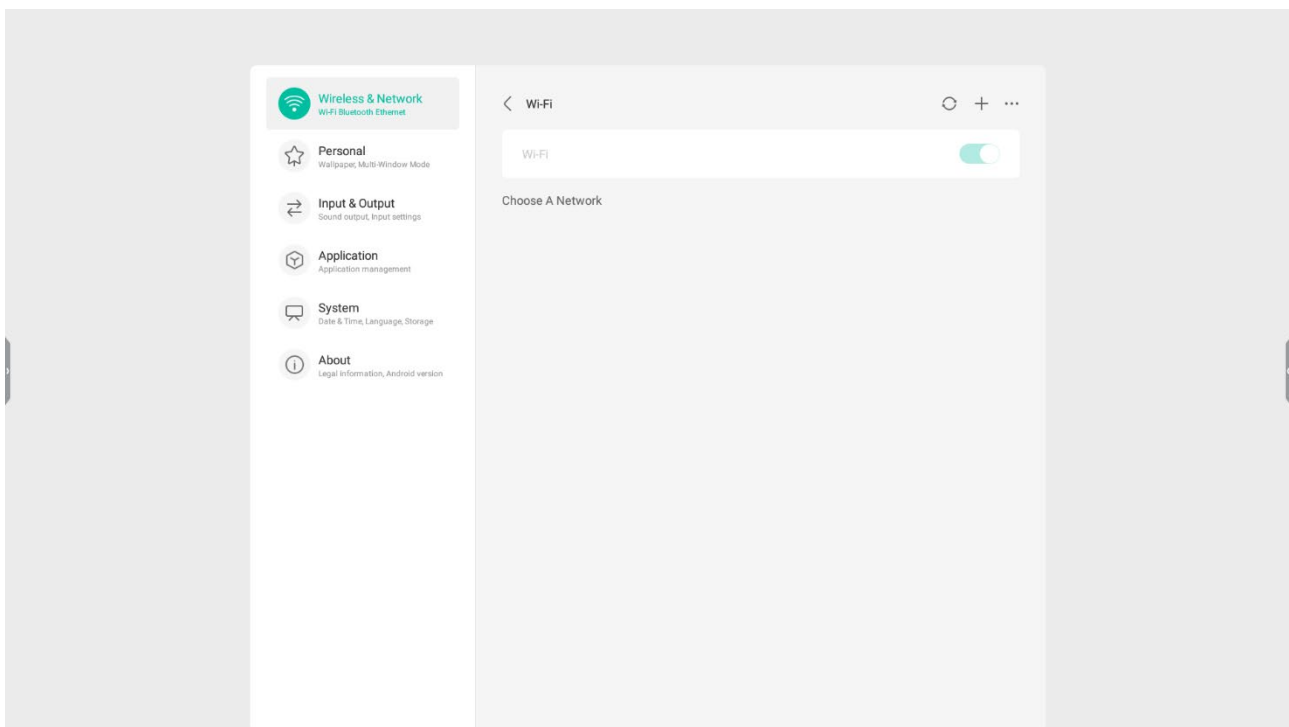 Wireless & Network
Wi-Fi Bluetooth Ethernet
Personal
Wallpaper, Multi-Window Mode
Input & Output
Sound output, Input settings
Application
Application management
System
Date & Time, Language, Storage
About
Legal Information, Android version
Wi-Fi
Wi-Fi
Choose A Network